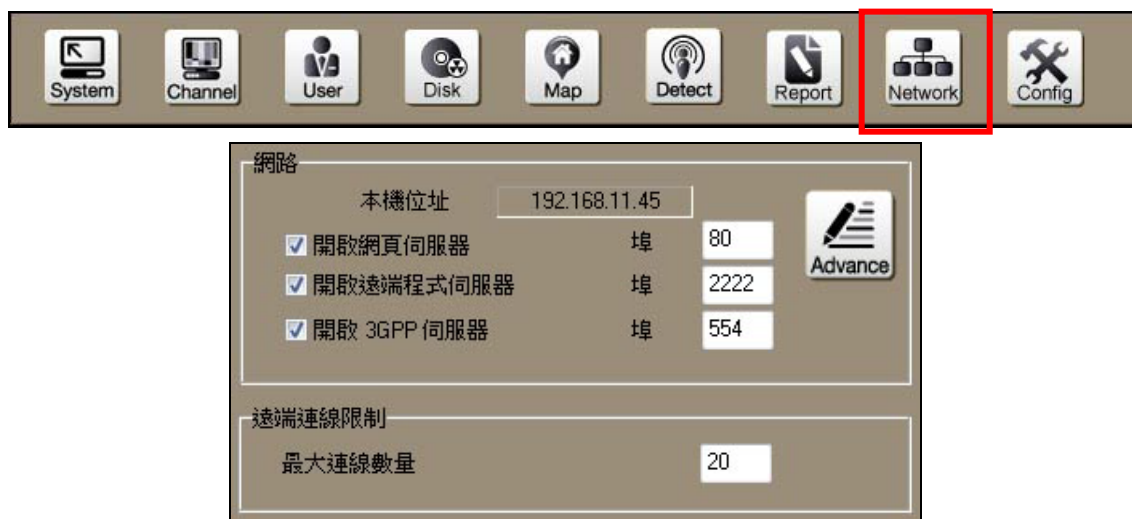 System Channel User Disk Map Detect Report Network Config
網路
本機位址 192.168.11.45
開啟網頁伺服器 埠 80
Advance
開啟遠端程式伺服器 埠 2222
開啟 3GPP 伺服器 埠 554
遠端連線限制
最大連線數量 20